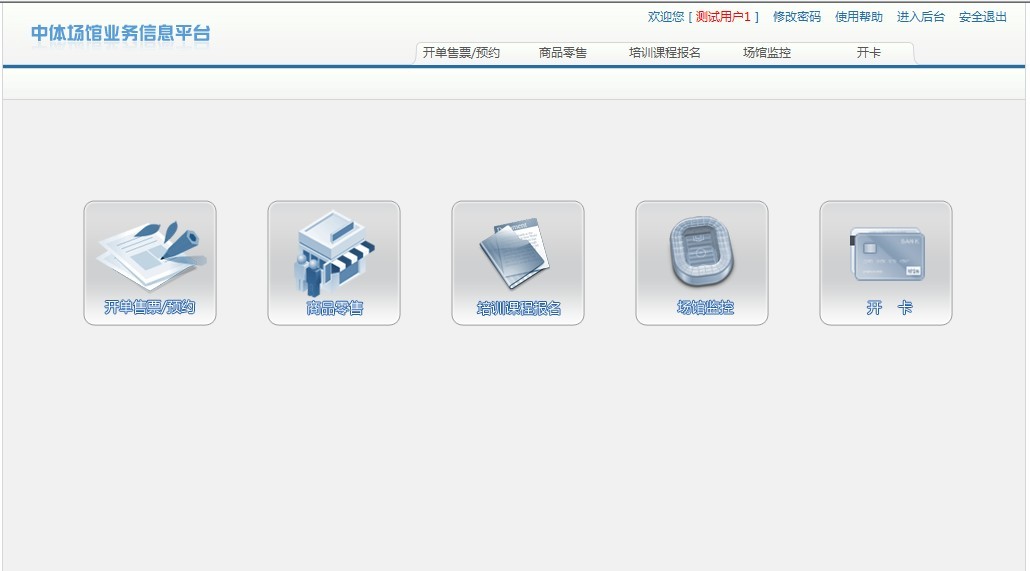 中体场馆业务信息平台
欢迎您 [ 测试用户1 ] 修改密码 使用帮助 进入后台 安全退出
开单售票/预约 商品零售 培训课程报名 场馆监控 开卡
开单售票/预约 商品零售 培训课程报名 场馆监控 开 卡